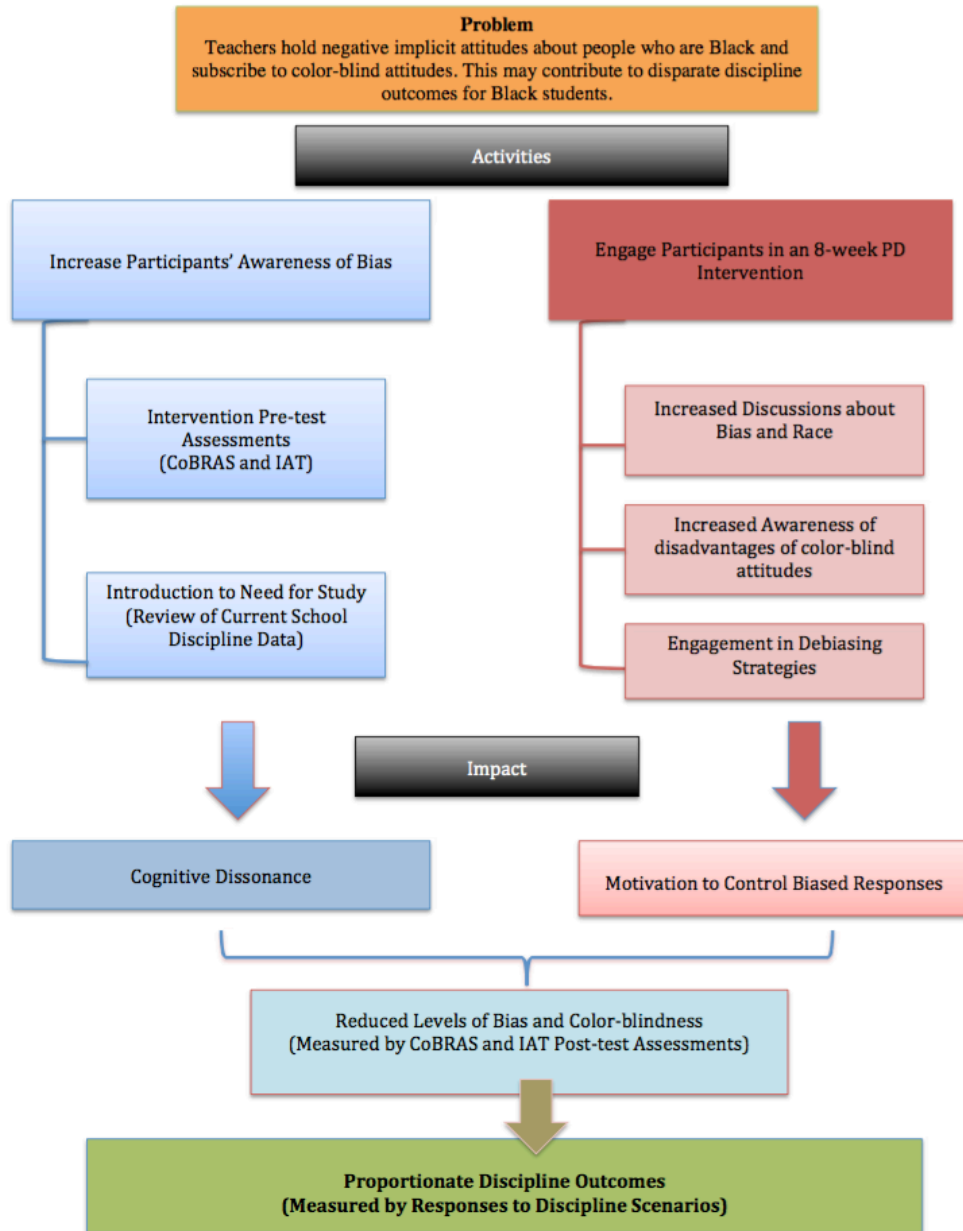 Problem
Teachers hold negative implicit attitudes about people who are Black and
subscribe to color-blind attitudes. This may contribute to disparate discipline
outcomes for Black students.
Activities
Increase Participants' Awareness of Bias
Engage Participants in an 8-week PD
Intervention
Intervention Pre-test
Assessments
(CoBRAS and IAT)
Increased Discussions about
Bias and Race
Increased Awareness of
disadvantages of color-blind
attitudes
Introduction to Need for Study
(Review of Current School
Discipline Data)
Engagement in Debiasing
Strategies
Impact
Cognitive Dissonance
Motivation to Control Biased Responses
Reduced Levels of Bias and Color-blindness
(Measured by CoBRAS and IAT Post-test Assessments)
Proportionate Discipline Outcomes
(Measured by Responses to Discipline Scenarios)